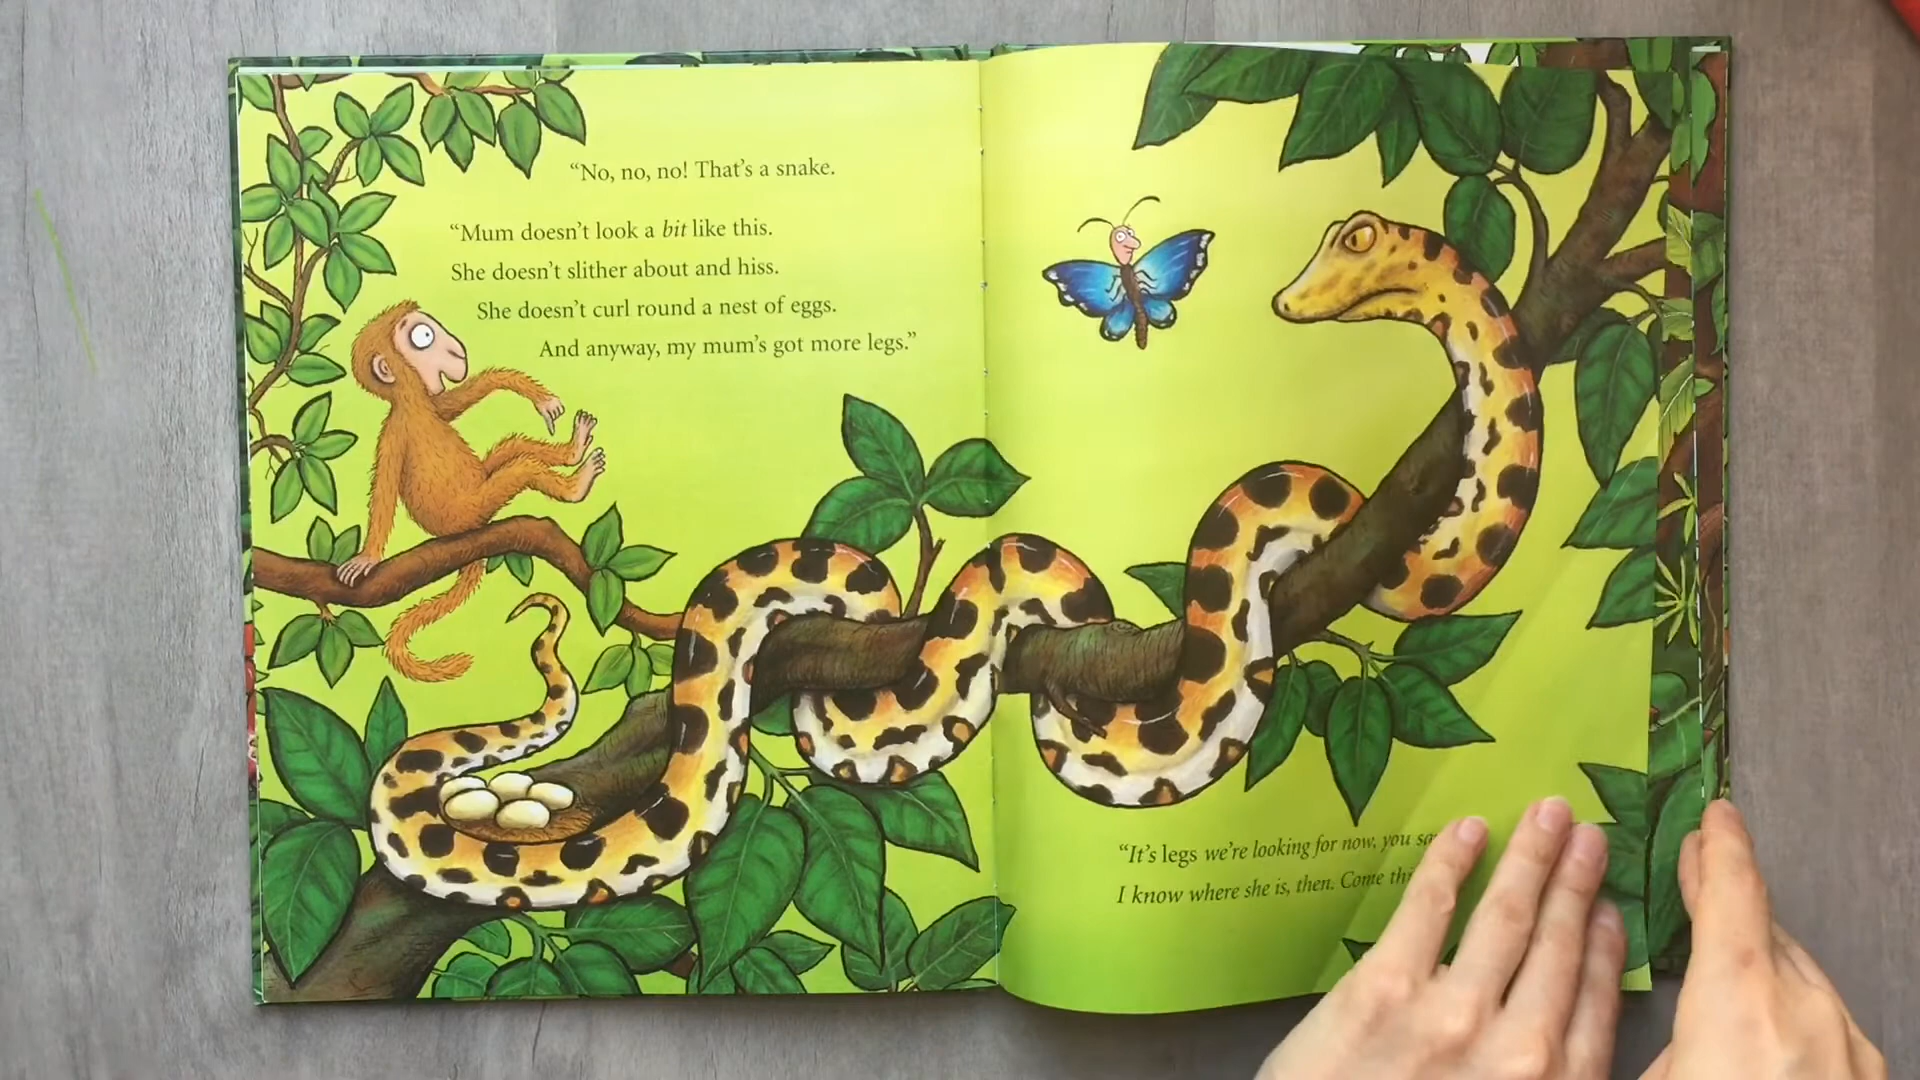 “No, no, no! That’s a snake.
“Mum doesn’t look a bit like this.
She doesn’t slither about and hiss.
She doesn’t curl round a nest of eggs.
And anyway, my mum’s got more legs.”
“It’s legs we’re looking for now, you
I know where she is, then. Come